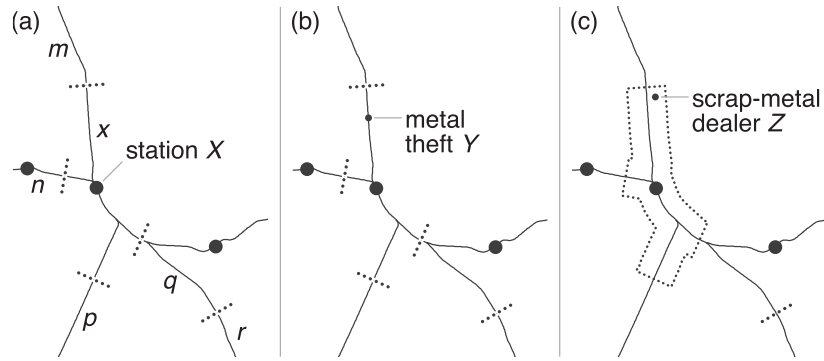 (a)
m
x
station X
n
q
p
r
(b)
metal
theft Y
(c)
scrap-metal
dealer Z